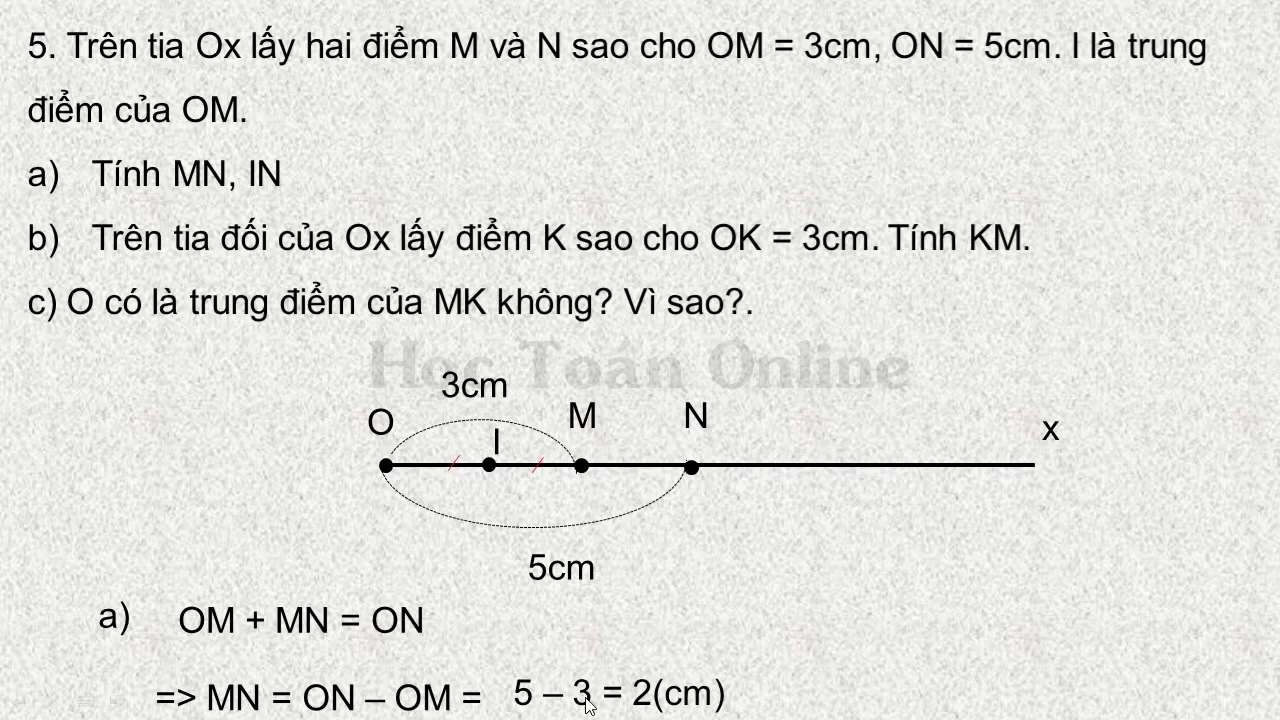 5. Trên tia Ox lấy hai điểm M và N sao cho OM = 3cm, ON = 5cm. I là trung
điểm của OM.
a) Tính MN, IN
b) Trên tia đối của Ox lấy điểm K sao cho OK = 3cm. Tính KM.
c) O có là trung điểm của MK không? Vì sao?.
Học Toán Online
3cm
O I M N x
5cm
a) OM + MN = ON
=> MN = ON – OM = 5 – 3 = 2(cm)